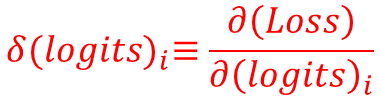 δ(logits)ᵢ ≡ ∂(Loss) / ∂(logits)ᵢ